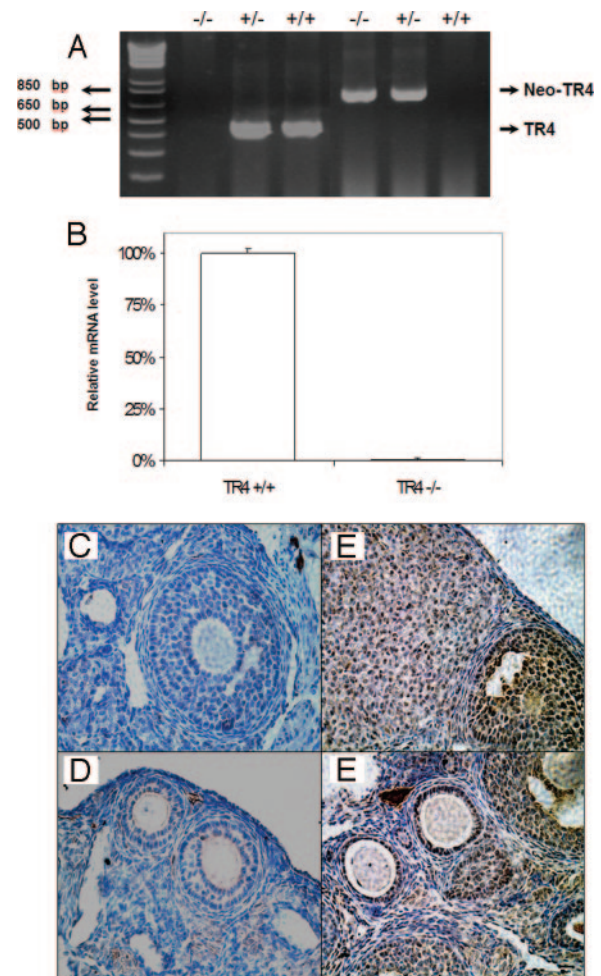 -/- +/- +/+ -/- +/- +/+
A
850 bp
650 bp
500 bp
Neo-TR4
TR4
B
Relative mRNA level
100%
75%
50%
25%
0%
TR4 +/+ TR4 -/-
C E
D E